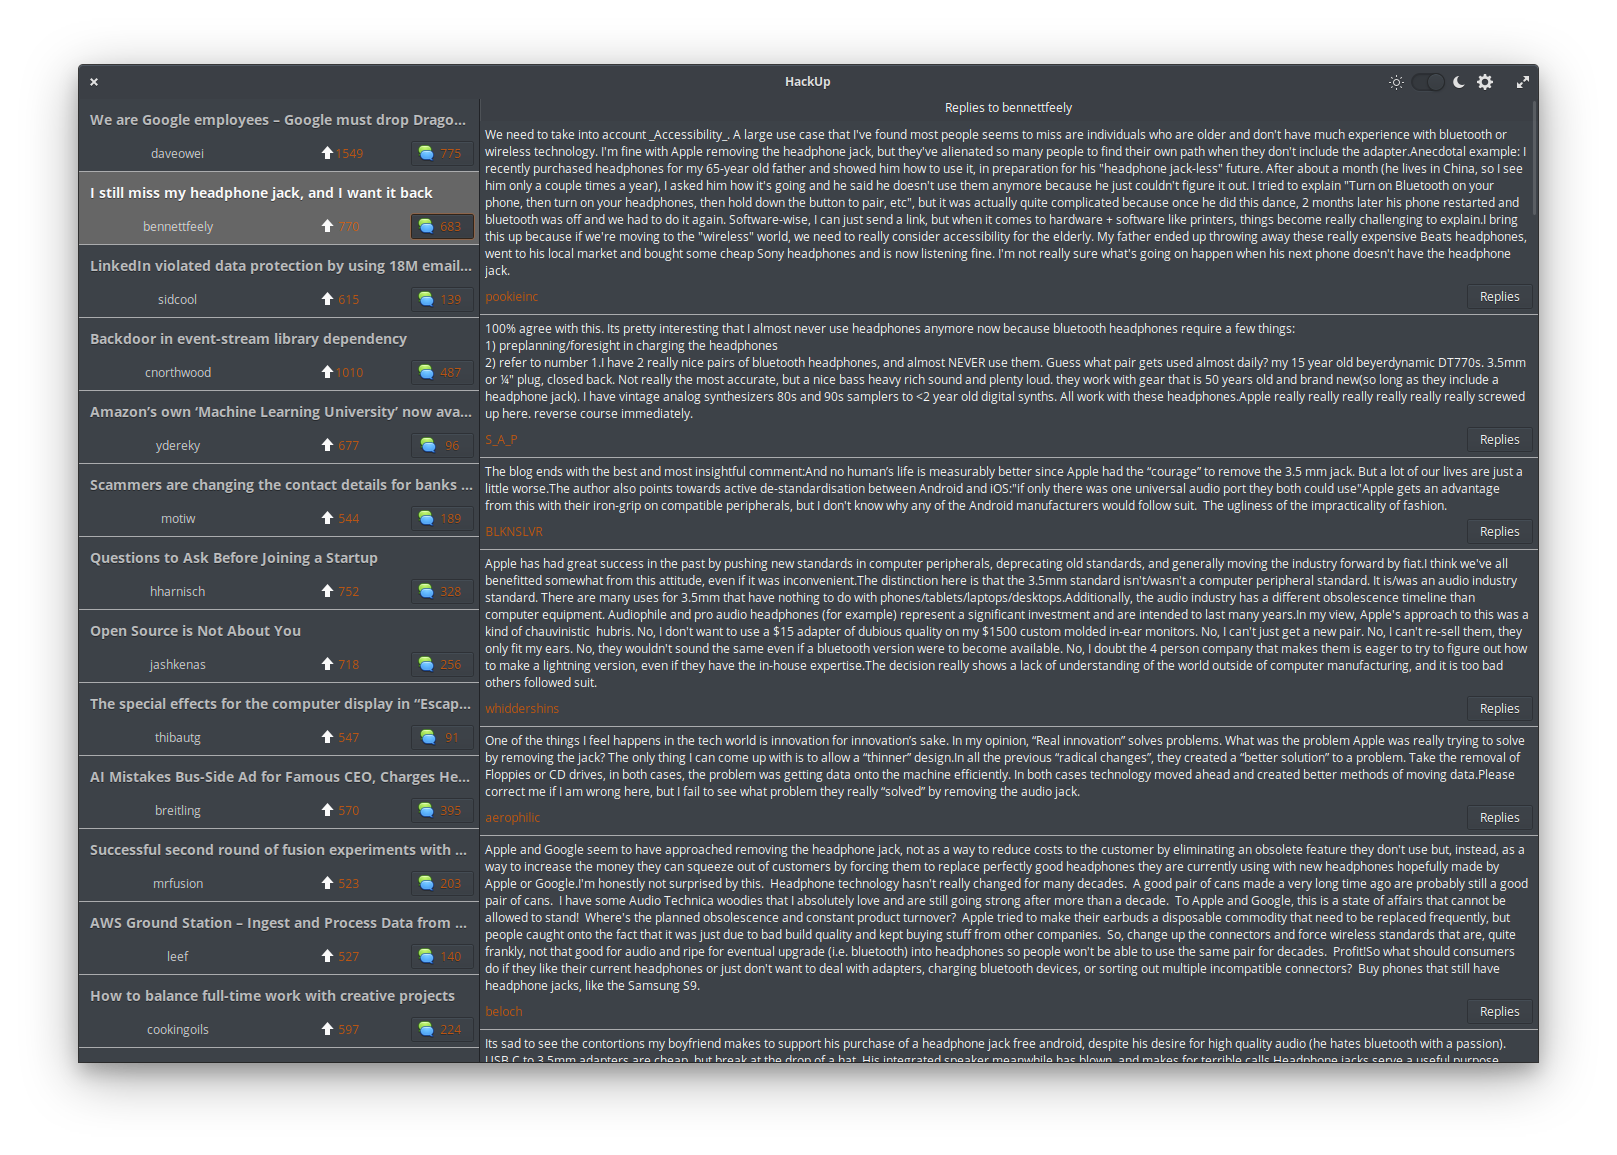 HackUp
We are Google employees – Google must drop Drago...
daveowei 1549 775
I still miss my headphone jack, and I want it back
bennettfeely 770 683
LinkedIn violated data protection by using 18M email...
sidcool 615 139
Backdoor in event-stream library dependency
cnorthwood 1010 487
Amazon’s own ‘Machine Learning University’ now ava...
ydereky 677 96
Scammers are changing the contact details for banks ...
motiw 544 189
Questions to Ask Before Joining a Startup
hharnisch 752 328
Open Source is Not About You
jashkenas 718 256
The special effects for the computer display in “Escap...
thibautg 547 91
AI Mistakes Bus-Side Ad for Famous CEO, Charges He...
breitling 570 395
Successful second round of fusion experiments with ...
mrfusion 523 203
AWS Ground Station – Ingest and Process Data from ...
leef 527 140
How to balance full-time work with creative projects
cookingoils 597 224
Replies to bennettfeely
We need to take into account _Accessibility_. A large use case that I've found most people seems to miss are individuals who are older and don't have much experience with bluetooth or
wireless technology. I'm fine with Apple removing the headphone jack, but they've alienated so many people to find their own path when they don't include the adapter.Anecdotal example: I
recently purchased headphones for my 65-year old father and showed him how to use it, in preparation for his "headphone jack-less" future. After about a month (he lives in China, so I see
him only a couple times a year), I asked him how it's going and he said he doesn't use them anymore because he just couldn't figure it out. I tried to explain "Turn on Bluetooth on your
phone, then turn on your headphones, then hold down the button to pair, etc", but it was actually quite complicated because once he did this dance, 2 months later his phone restarted and
bluetooth was off and we had to do it again. Software-wise, I can just send a link, but when it comes to hardware + software like printers, things become really challenging to explain.I bring
this up because if we're moving to the "wireless" world, we need to really consider accessibility for the elderly. My father ended up throwing away these really expensive Beats headphones,
went to his local market and bought some cheap Sony headphones and is now listening fine. I'm not really sure what's going on happen when his next phone doesn't have the headphone
jack.
pookieinc Replies
100% agree with this. Its pretty interesting that I almost never use headphones anymore now because bluetooth headphones require a few things:
1) preplanning/foresight in charging the headphones
2) refer to number 1.I have 2 really nice pairs of bluetooth headphones, and almost NEVER use them. Guess what pair gets used almost daily? my 15 year old beyerdynamic DT770s. 3.5mm
or ¼" plug, closed back. Not really the most accurate, but a nice bass heavy rich sound and plenty loud. they work with gear that is 50 years old and brand new(so long as they include a
headphone jack). I have vintage analog synthesizers 80s and 90s samplers to <2 year old digital synths. All work with these headphones.Apple really really really really really really screwed
up here. reverse course immediately.
S_A_P Replies
The blog ends with the best and most insightful comment:And no human’s life is measurably better since Apple had the “courage” to remove the 3.5 mm jack. But a lot of our lives are just a
little worse.The author also points towards active de-standardisation between Android and iOS:"if only there was one universal audio port they both could use"Apple gets an advantage
from this with their iron-grip on compatible peripherals, but I don't know why any of the Android manufacturers would follow suit.  The ugliness of the impracticality of fashion.
BLKNSLVR Replies
Apple has had great success in the past by pushing new standards in computer peripherals, deprecating old standards, and generally moving the industry forward by fiat.I think we've all
benefitted somewhat from this attitude, even if it was inconvenient.The distinction here is that the 3.5mm standard isn't/wasn't a computer peripheral standard. It is/was an audio industry
standard. There are many uses for 3.5mm that have nothing to do with phones/tablets/laptops/desktops.Additionally, the audio industry has a different obsolescence timeline than
computer equipment. Audiophile and pro audio headphones (for example) represent a significant investment and are intended to last many years.In my view, Apple's approach to this was a
kind of chauvinistic  hubris. No, I don't want to use a $15 adapter of dubious quality on my $1500 custom molded in-ear monitors. No, I can't just get a new pair. No, I can't re-sell them, they
only fit my ears. No, they wouldn't sound the same even if a bluetooth version were to become available. No, I doubt the 4 person company that makes them is eager to try to figure out how
to make a lightning version, even if they have the in-house expertise.The decision really shows a lack of understanding of the world outside of computer manufacturing, and it is too bad
others followed suit.
whiddershins Replies
One of the things I feel happens in the tech world is innovation for innovation’s sake. In my opinion, “Real innovation” solves problems. What was the problem Apple was really trying to solve
by removing the jack? The only thing I can come up with is to allow a “thinner” design.In all the previous “radical changes”, they created a “better solution” to a problem. Take the removal of
Floppies or CD drives, in both cases, the problem was getting data onto the machine efficiently. In both cases technology moved ahead and created better methods of moving data.Please
correct me if I am wrong here, but I fail to see what problem they really “solved” by removing the audio jack.
aerophilic Replies
Apple and Google seem to have approached removing the headphone jack, not as a way to reduce costs to the customer by eliminating an obsolete feature they don't use but, instead, as a
way to increase the money they can squeeze out of customers by forcing them to replace perfectly good headphones they are currently using with new headphones hopefully made by
Apple or Google.I'm honestly not surprised by this.  Headphone technology hasn't really changed for many decades.  A good pair of cans made a very long time ago are probably still a good
pair of cans.  I have some Audio Technica woodies that I absolutely love and are still going strong after more than a decade.  To Apple and Google, this is a state of affairs that cannot be
allowed to stand!  Where's the planned obsolescence and constant product turnover?  Apple tried to make their earbuds a disposable commodity that need to be replaced frequently, but
people caught onto the fact that it was just due to bad build quality and kept buying stuff from other companies.  So, change up the connectors and force wireless standards that are, quite
frankly, not that good for audio and ripe for eventual upgrade (i.e. bluetooth) into headphones so people won't be able to use the same pair for decades.  Profit!So what should consumers
do if they like their current headphones or just don't want to deal with adapters, charging bluetooth devices, or sorting out multiple incompatible connectors?  Buy phones that still have
headphone jacks, like the Samsung S9.
beloch Replies
Its sad to see the contortions my boyfriend makes to support his purchase of a headphone jack free android, despite his desire for high quality audio (he hates bluetooth with a passion).
USB C to 3.5mm adapters are cheap, but break at the drop of a hat. His integrated speaker meanwhile has blown, and makes for terrible calls.Headphone jacks serve a useful purpose